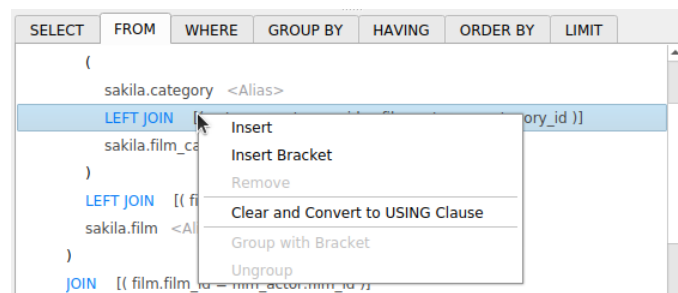 SELECT FROM WHERE GROUP BY HAVING ORDER BY LIMIT
(
sakila.category <Alias>
LEFT JOIN [( ory_id )]
Insert
sakila.film_ca
Insert Bracket
)
Remove
LEFT JOIN [( fi
Clear and Convert to USING Clause
sakila.film <Al
Group with Bracket
)
Ungroup
JOIN [( film.film_id = film_actor.film_id )]